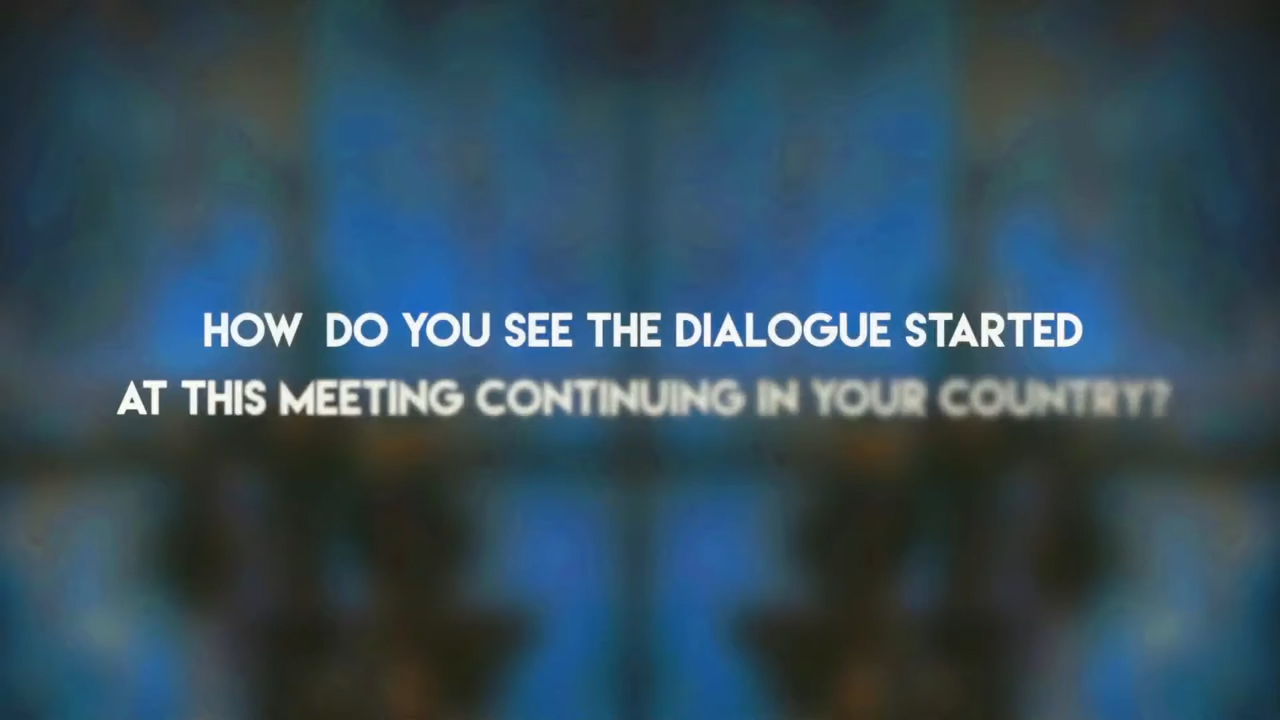 HOW DO YOU SEE THE DIALOGUE STARTED
AT THIS MEETING CONTINUING IN YOUR COUNTRY?